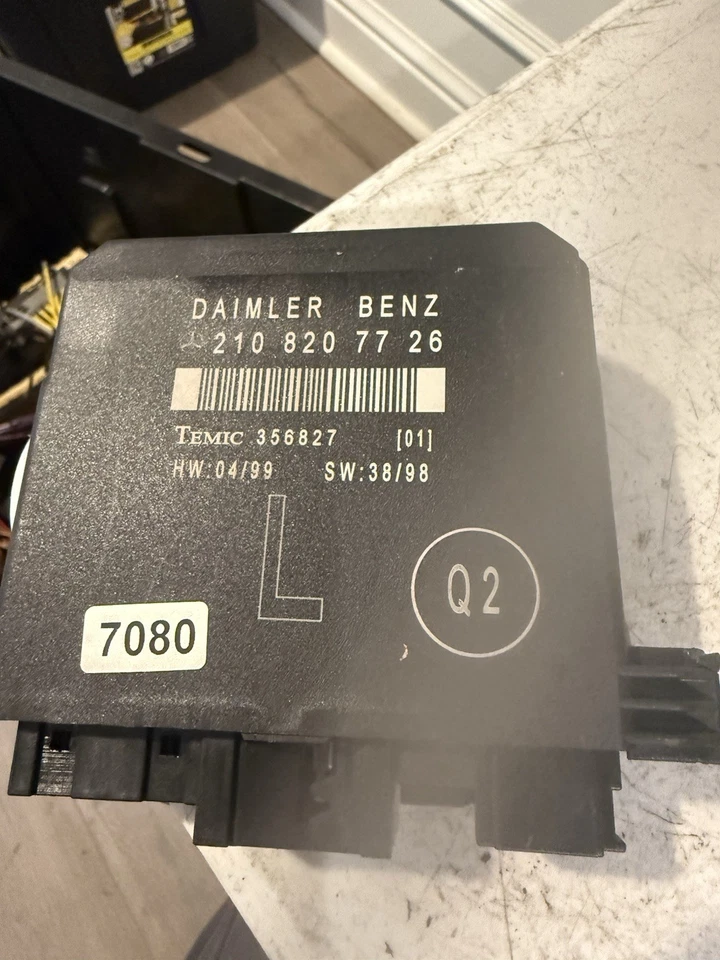 DAIMLER BENZ
210 820 77 26
TEMIC 356827 [01]
HW:04/99 SW:38/98
L
Q2
7080